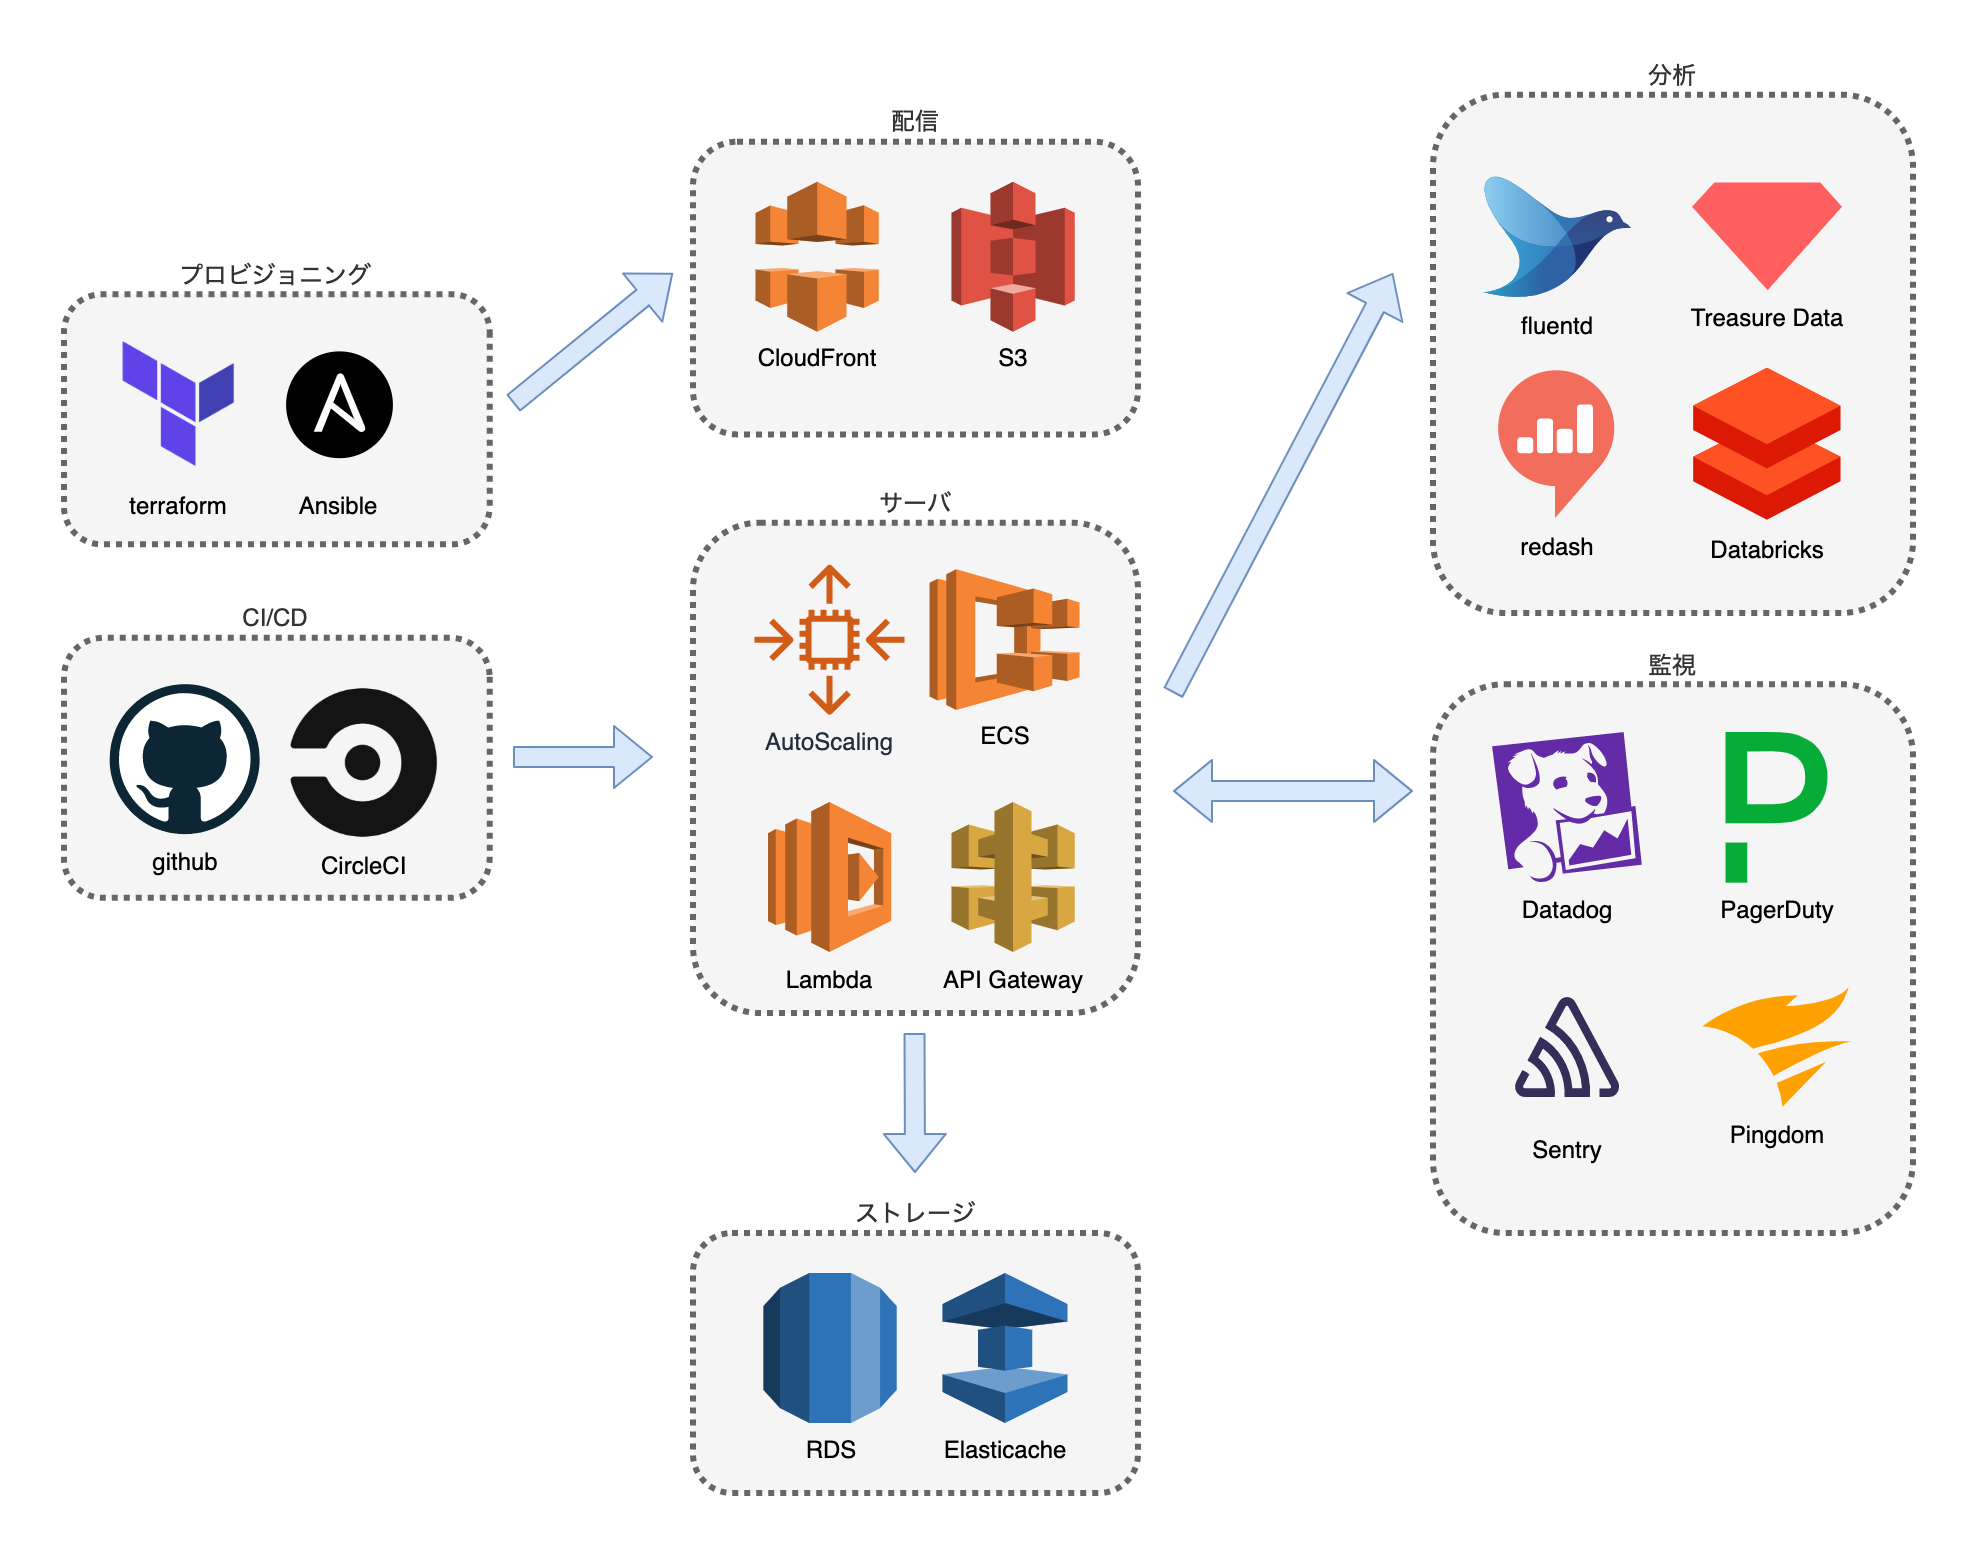 プロビジョニング
terraform
Ansible
CI/CD
github
CircleCI
配信
CloudFront
S3
サーバ
AutoScaling
ECS
Lambda
API Gateway
ストレージ
RDS
Elasticache
分析
fluentd
Treasure Data
redash
Databricks
監視
Datadog
PagerDuty
Sentry
Pingdom